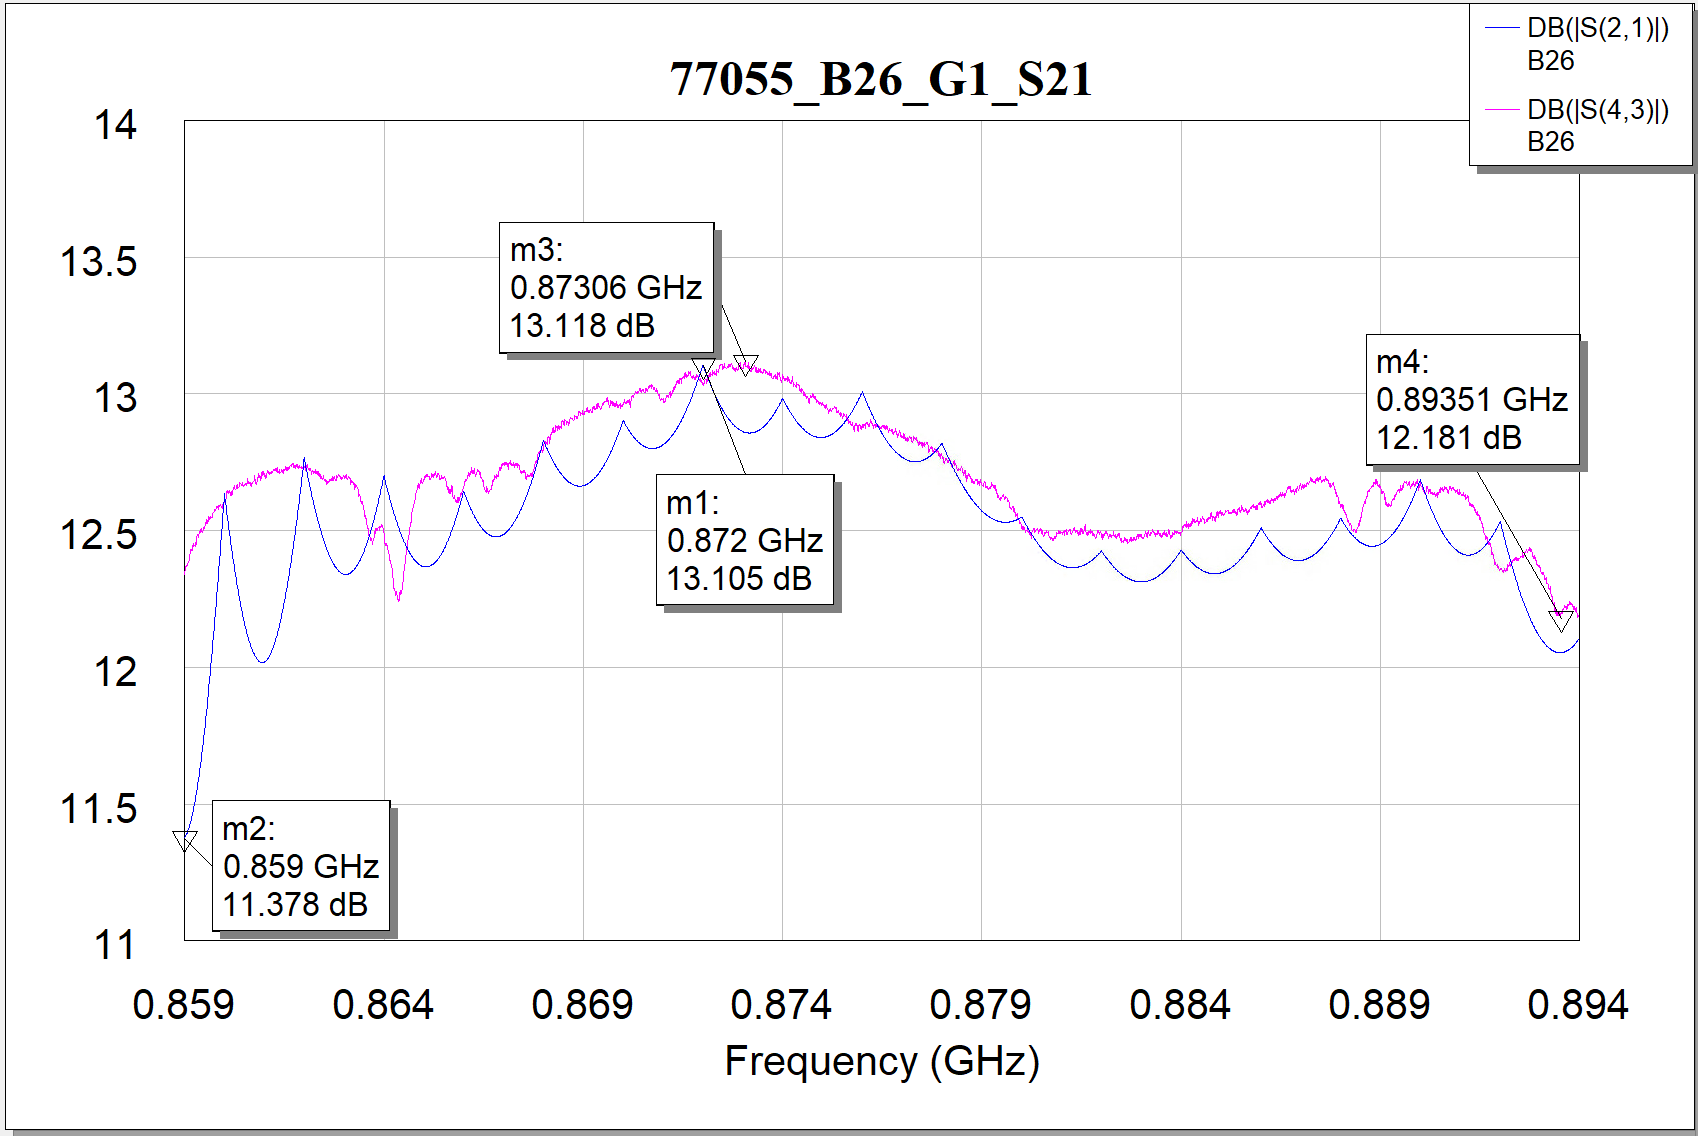 DB(|S(2,1)|)
B26
DB(|S(4,3)|)
B26
77055_B26_G1_S21
14
13.5
13
12.5
12
11.5
11
m3:
0.87306 GHz
13.118 dB
m4:
0.89351 GHz
12.181 dB
m1:
0.872 GHz
13.105 dB
m2:
0.859 GHz
11.378 dB
0.859 0.864 0.869 0.874 0.879 0.884 0.889 0.894
Frequency (GHz)